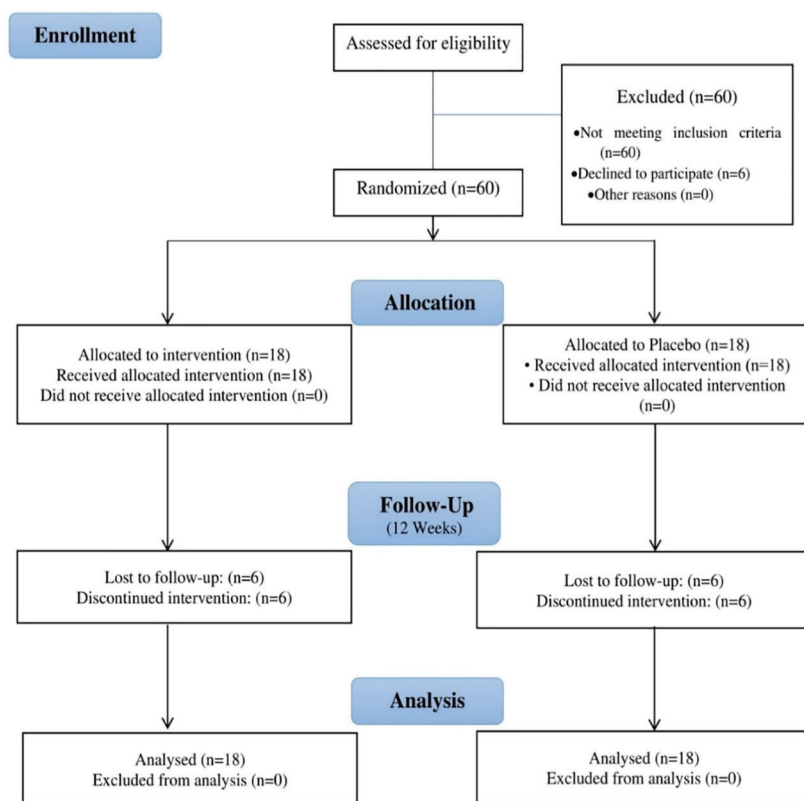 Enrollment
Assessed for eligibility
Excluded (n=60)
•Not meeting inclusion criteria
(n=60)
•Declined to participate (n=6)
•Other reasons (n=0)
Randomized (n=60)
Allocation
Allocated to intervention (n=18)
Received allocated intervention (n=18)
Did not receive allocated intervention (n=0)
Allocated to Placebo (n=18)
• Received allocated intervention (n=18)
• Did not receive allocated intervention
(n=0)
Follow-Up
(12 Weeks)
Lost to follow-up: (n=6)
Discontinued intervention: (n=6)
Lost to follow-up: (n=6)
Discontinued intervention: (n=6)
Analysis
Analysed (n=18)
Excluded from analysis (n=0)
Analysed (n=18)
Excluded from analysis (n=0)